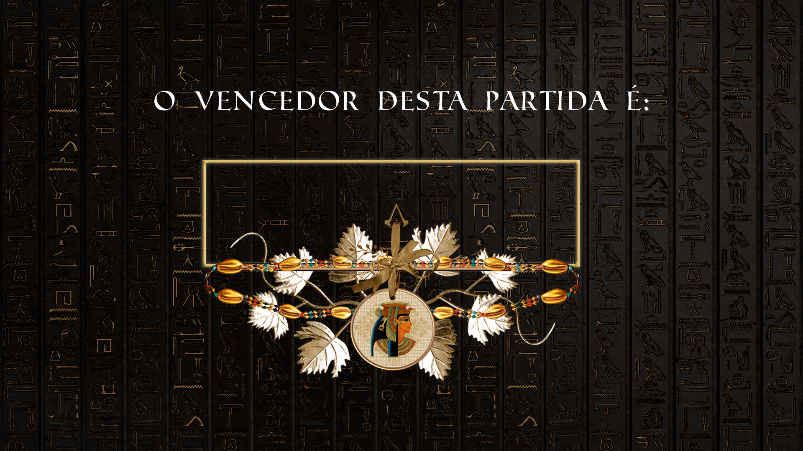 O VENCEDOR DESTA PARTIDA É: